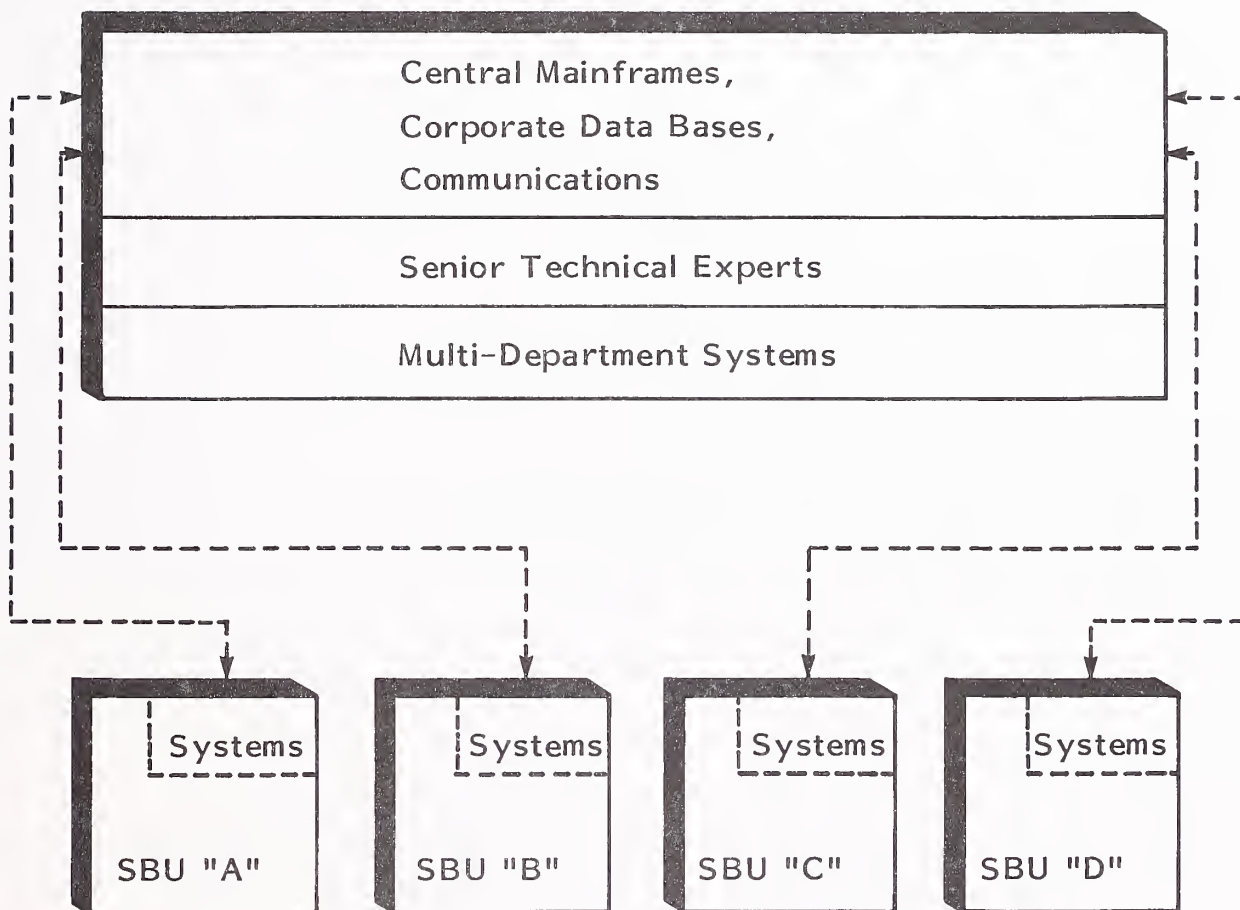 Central Mainframes,
Corporate Data Bases,
Communications
Senior Technical Experts
Multi-Department Systems
Systems
Systems
Systems
Systems
SBU "A"
SBU "B"
SBU "C"
SBU "D"